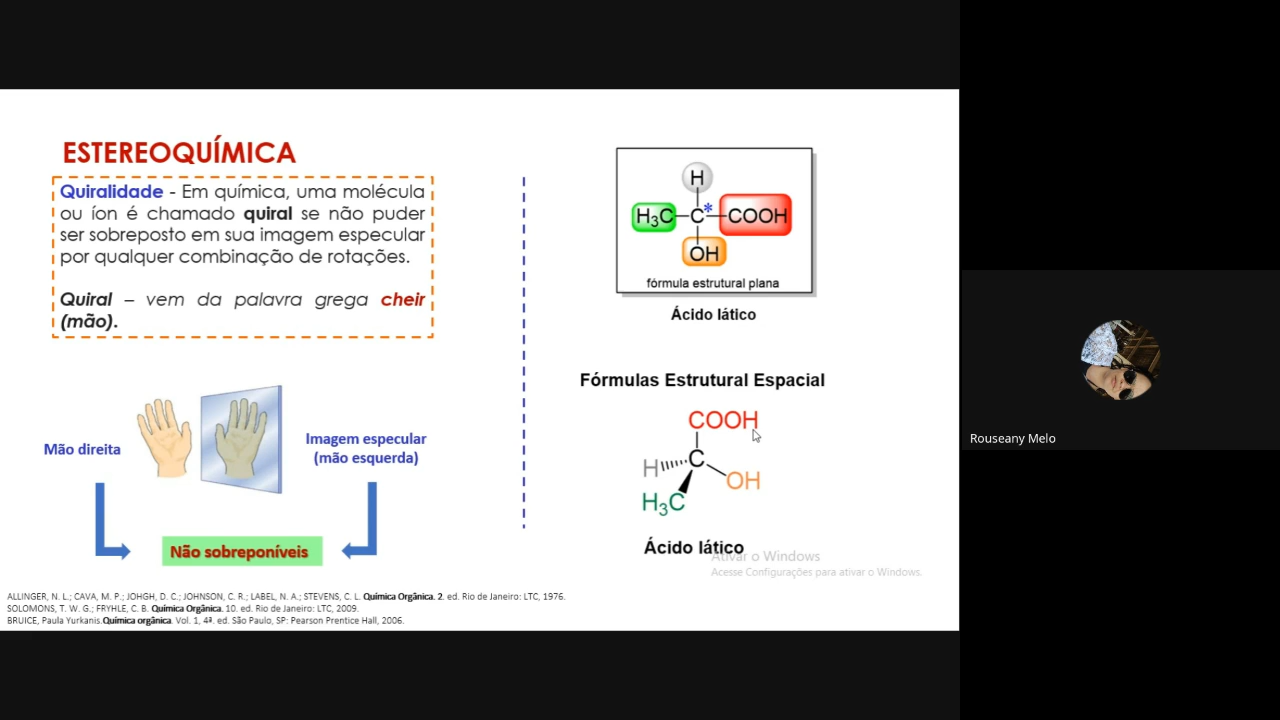 ESTEREOQUÍMICA
Quiralidade - Em química, uma molécula
ou íon é chamado quiral se não puder
ser sobreposto em sua imagem especular
por qualquer combinação de rotações.
Quiral – vem da palavra grega cheir
(mão).
Mão direita
Imagem especular
(mão esquerda)
Não sobreponíveis
H
H₃C C* COOH
OH
fórmula estrutural plana
Ácido lático
Fórmulas Estrutural Espacial
COOH
H C
OH
H₃C
Ácido lático
Ativar o Windows
Acesse Configurações para ativar o Windows.
ALLINGER, N. L.; CAVA, M. P.; JOHGH, D. C.; JOHNSON, C. R.; LABEL, N. A.; STEVENS, C. L. Química Orgânica. 2. ed. Rio de Janeiro: LTC, 1976.
SOLOMONS, T. W. G.; FRYHLE, C. B. Química Orgânica. 10. ed. Rio de Janeiro: LTC, 2009.
BRUICE, Paula Yurkanis.Química orgânica. Vol. 1, 4ª. ed. São Paulo, SP: Pearson Prentice Hall, 2006.
Rouseany Melo